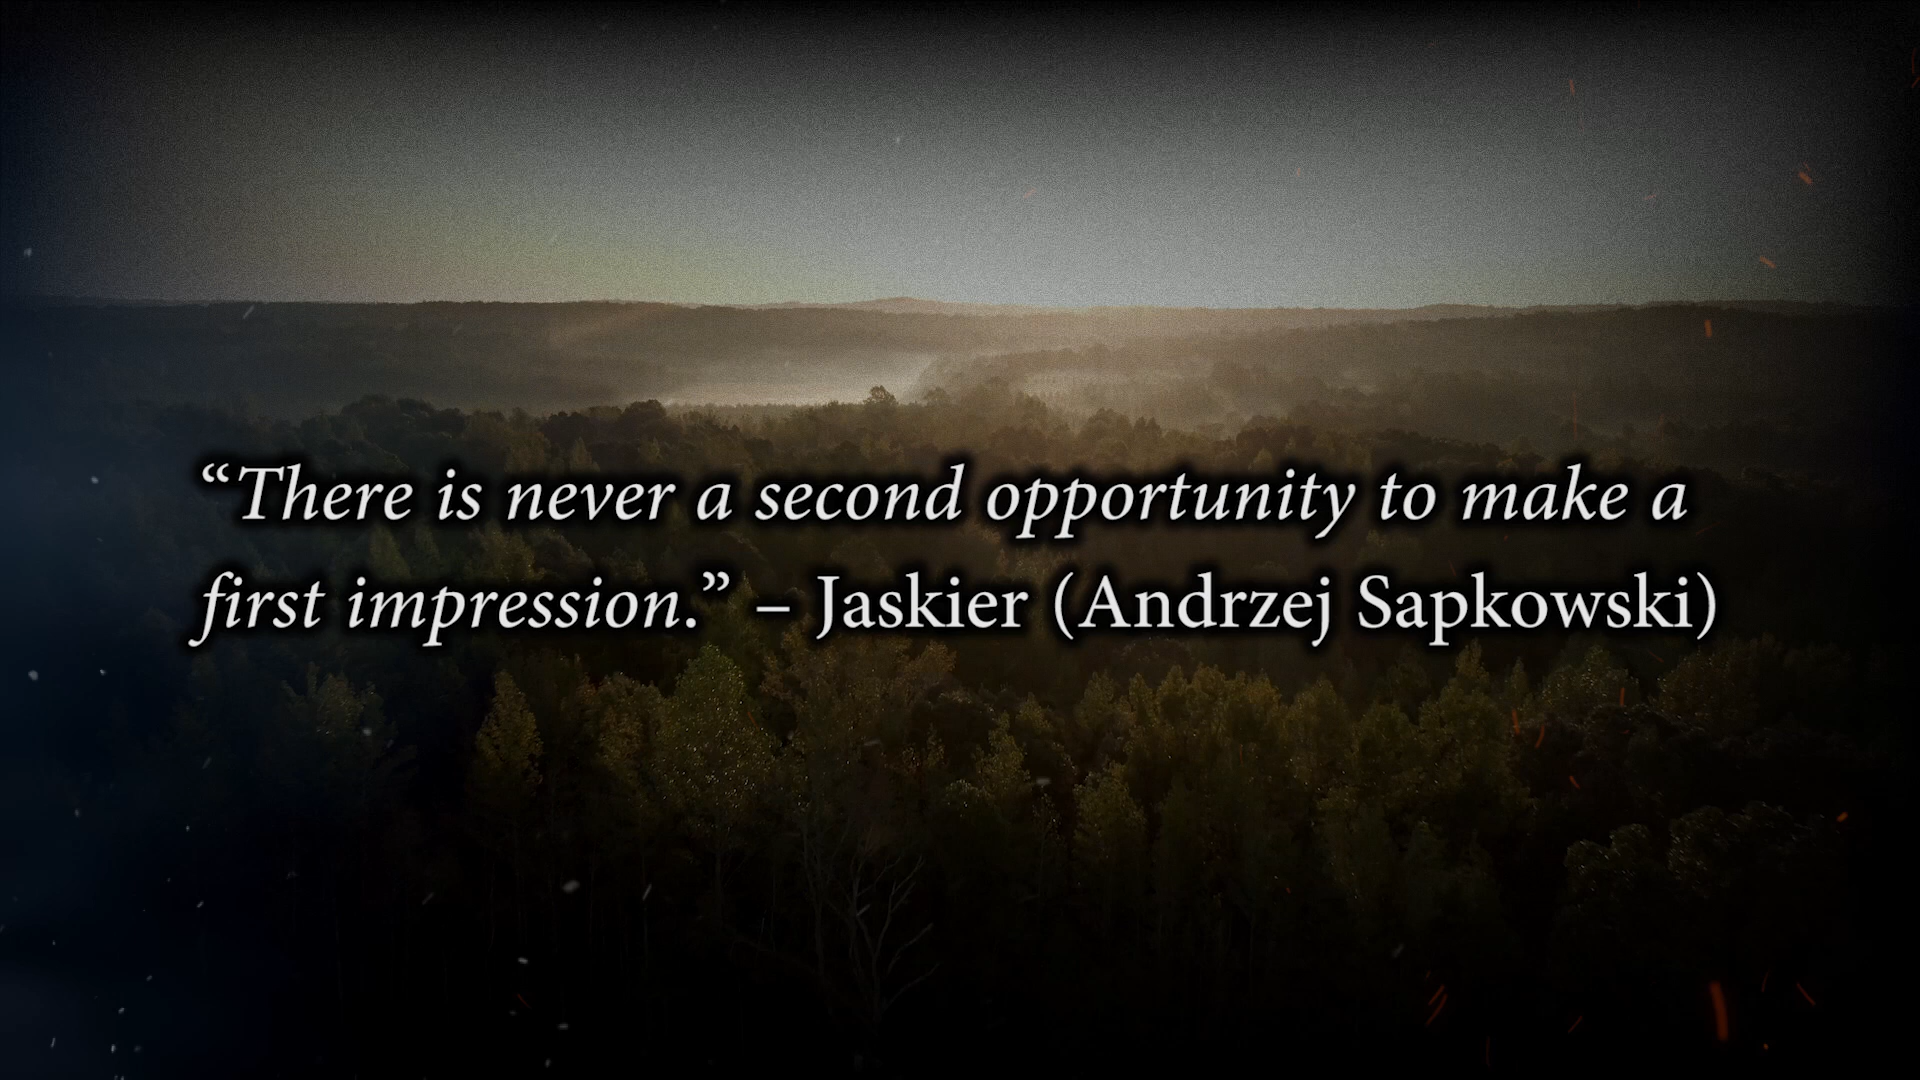 “There is never a second opportunity to make a
first impression.” – Jaskier (Andrzej Sapkowski)